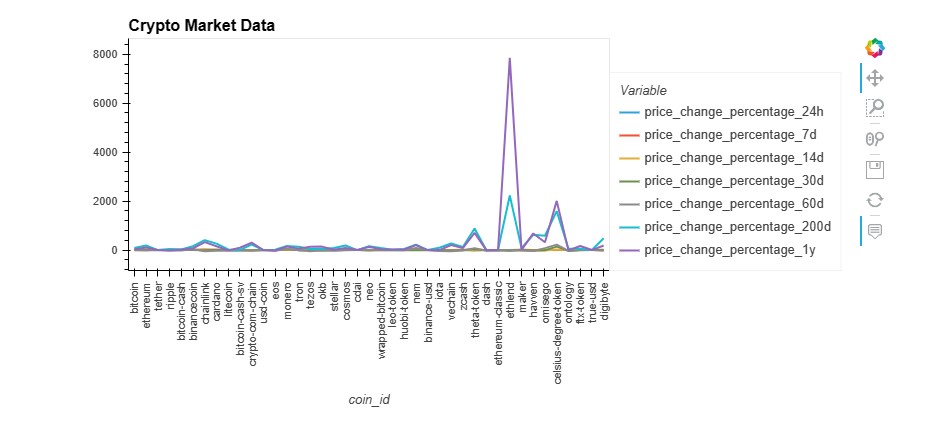 Crypto Market Data
8000
6000
4000
2000
0
Variable
price_change_percentage_24h
price_change_percentage_7d
price_change_percentage_14d
price_change_percentage_30d
price_change_percentage_60d
price_change_percentage_200d
price_change_percentage_1y
bitcoin
ethereum
tether
ripple
bitcoin-cash
binancecoin
chainlink
cardano
litecoin
bitcoin-cash-sv
crypto-com-chain
usd-coin
eos
monero
tron
tezos
okb
stellar
cosmos
cdai
neo
wrapped-bitcoin
leo-token
huobi-token
nem
binance-usd
iota
vechain
zcash
theta-token
dash
ethereum-classic
ethlend
maker
havven
omisego
celsius-degree-token
ontology
ftx-token
true-usd
digibyte
coin_id